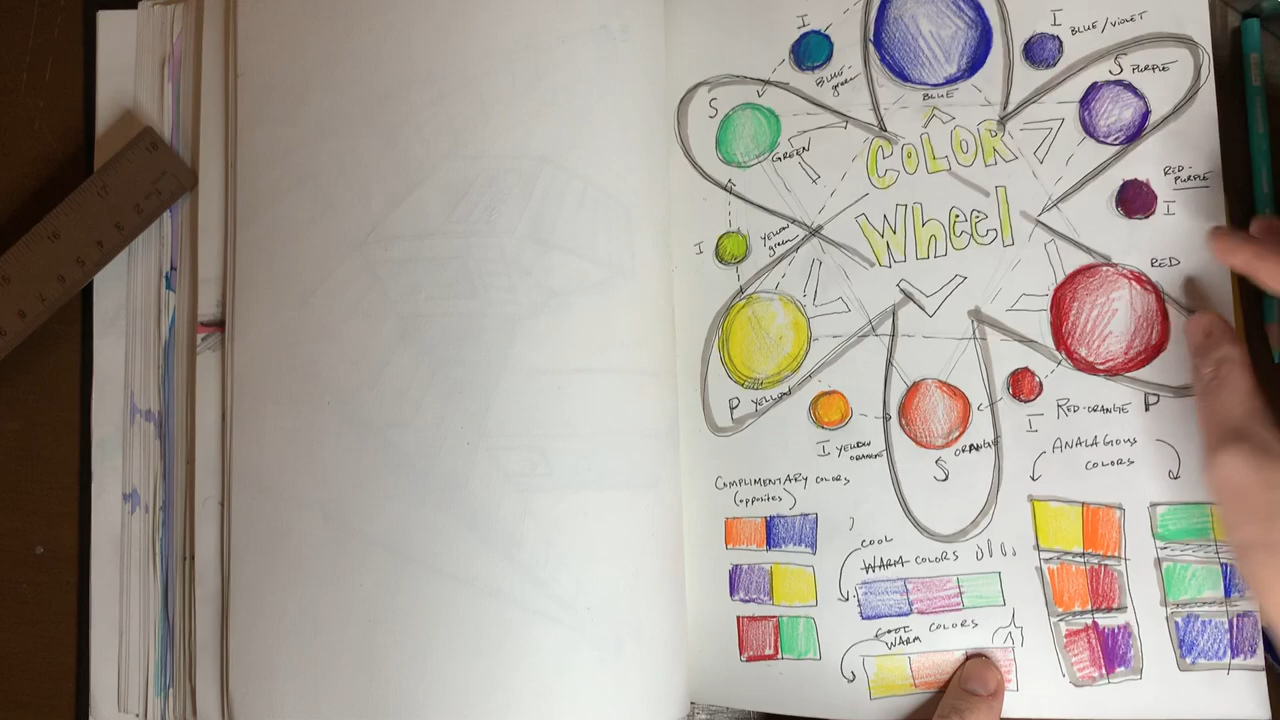 I
BLUE-
green
BLUE
I
BLUE/VIOLET
S PURPLE
S
GREEN
COLOR
Wheel
RED-
PURPLE
I
I
YELLOW
green
RED
P YELLOW
I YELLOW
ORANGE
S ORANGE
I
RED-ORANGE
P
COMPLIMENTARY COLORS
(opposites)
COOL
WARM COLORS
COOL COLORS
WARM
ANALAGOUS
COLORS